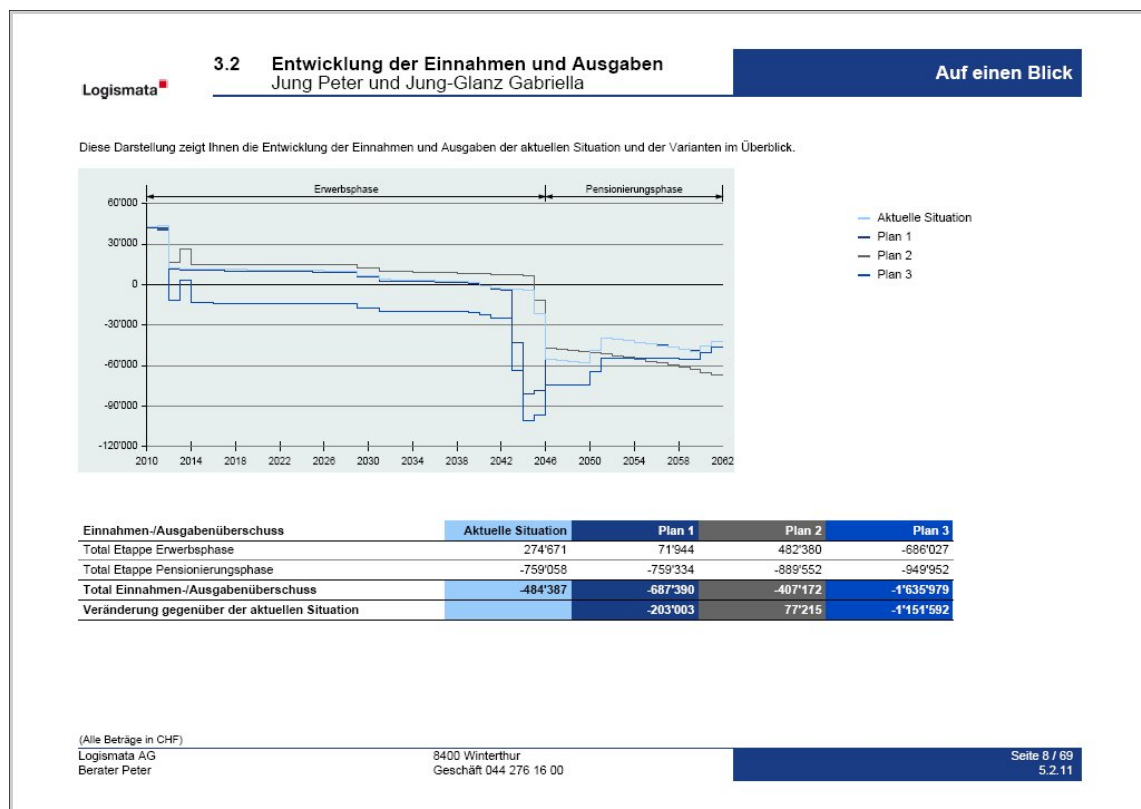 3.2 Entwicklung der Einnahmen und Ausgaben
Jung Peter und Jung-Glanz Gabriella
Auf einen Blick
Logismata
Diese Darstellung zeigt Ihnen die Entwicklung der Einnahmen und Ausgaben der aktuellen Situation und der Varianten im Überblick.
Erwerbsphase Pensionierungsphase
60'000
30'000
0
-30'000
-60'000
-90'000
-120'000
2010 2014 2018 2022 2026 2030 2034 2038 2042 2046 2050 2054 2058 2062
Aktuelle Situation
Plan 1
Plan 2
Plan 3
Einnahmen-/Ausgabenüberschuss Aktuelle Situation Plan 1 Plan 2 Plan 3
Total Etappe Erwerbsphase 274'671 71'944 482'380 -686'027
Total Etappe Pensionierungsphase -759'058 -759'334 -889'552 -949'952
Total Einnahmen-/Ausgabenüberschuss -484'387 -687'390 -407'172 -1'635'979
Veränderung gegenüber der aktuellen Situation -203'003 77'215 -1'151'592
(Alle Beträge in CHF)
Logismata AG 8400 Winterthur Seite 8 / 69
Berater Peter Geschäft 044 276 16 00 5.2.11